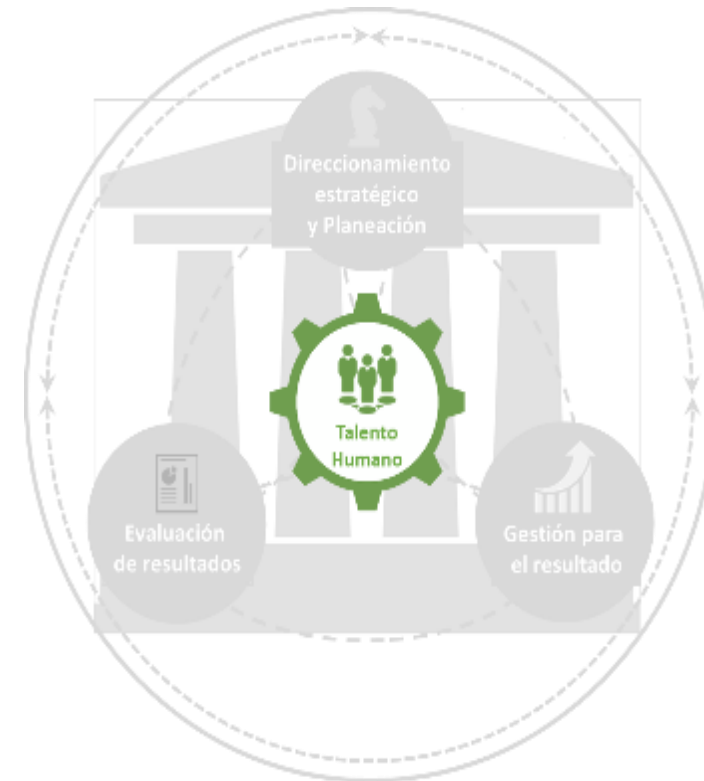 Direccionamiento
estratégico
y Planeación
Talento
Humano
Evaluación
de resultados
Gestión para
el resultado